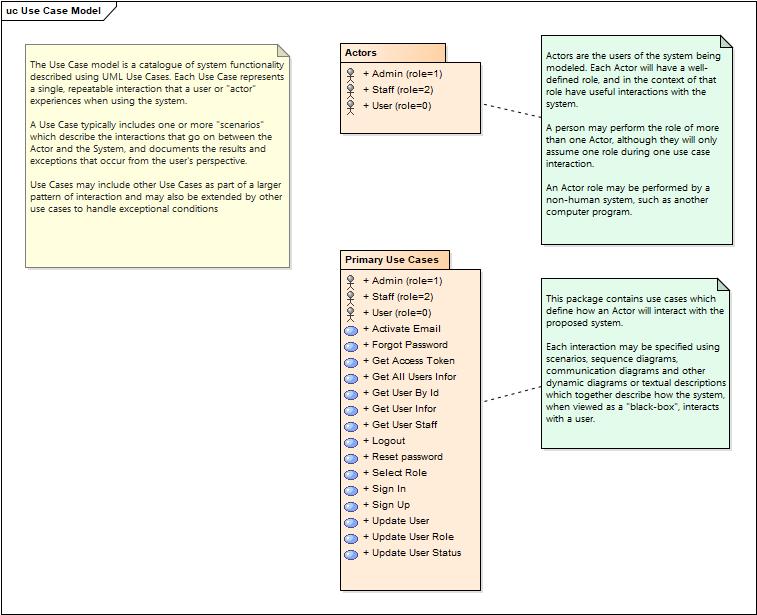 uc Use Case Model
The Use Case model is a catalogue of system functionality
described using UML Use Cases. Each Use Case represents
a single, repeatable interaction that a user or "actor"
experiences when using the system.
A Use Case typically includes one or more "scenarios"
which describe the interactions that go on between the
Actor and the System, and documents the results and
exceptions that occur from the user's perspective.
Use Cases may include other Use Cases as part of a larger
pattern of interaction and may also be extended by other
use cases to handle exceptional conditions
Actors
+ Admin (role=1)
+ Staff (role=2)
+ User (role=0)
Actors are the users of the system being
modeled. Each Actor will have a well-
defined role, and in the context of that
role have useful interactions with the
system.
A person may perform the role of more
than one Actor, although they will only
assume one role during one use case
interaction.
An Actor role may be performed by a
non-human system, such as another
computer program.
Primary Use Cases
+ Admin (role=1)
+ Staff (role=2)
+ User (role=0)
+ Activate Email
+ Forgot Password
+ Get Access Token
+ Get All Users Infor
+ Get User By Id
+ Get User Infor
+ Get User Staff
+ Logout
+ Reset password
+ Select Role
+ Sign In
+ Sign Up
+ Update User
+ Update User Role
+ Update User Status
This package contains use cases which
define how an Actor will interact with the
proposed system.
Each interaction may be specified using
scenarios, sequence diagrams,
communication diagrams and other
dynamic diagrams or textual descriptions
which together describe how the system,
when viewed as a "black-box", interacts
with a user.